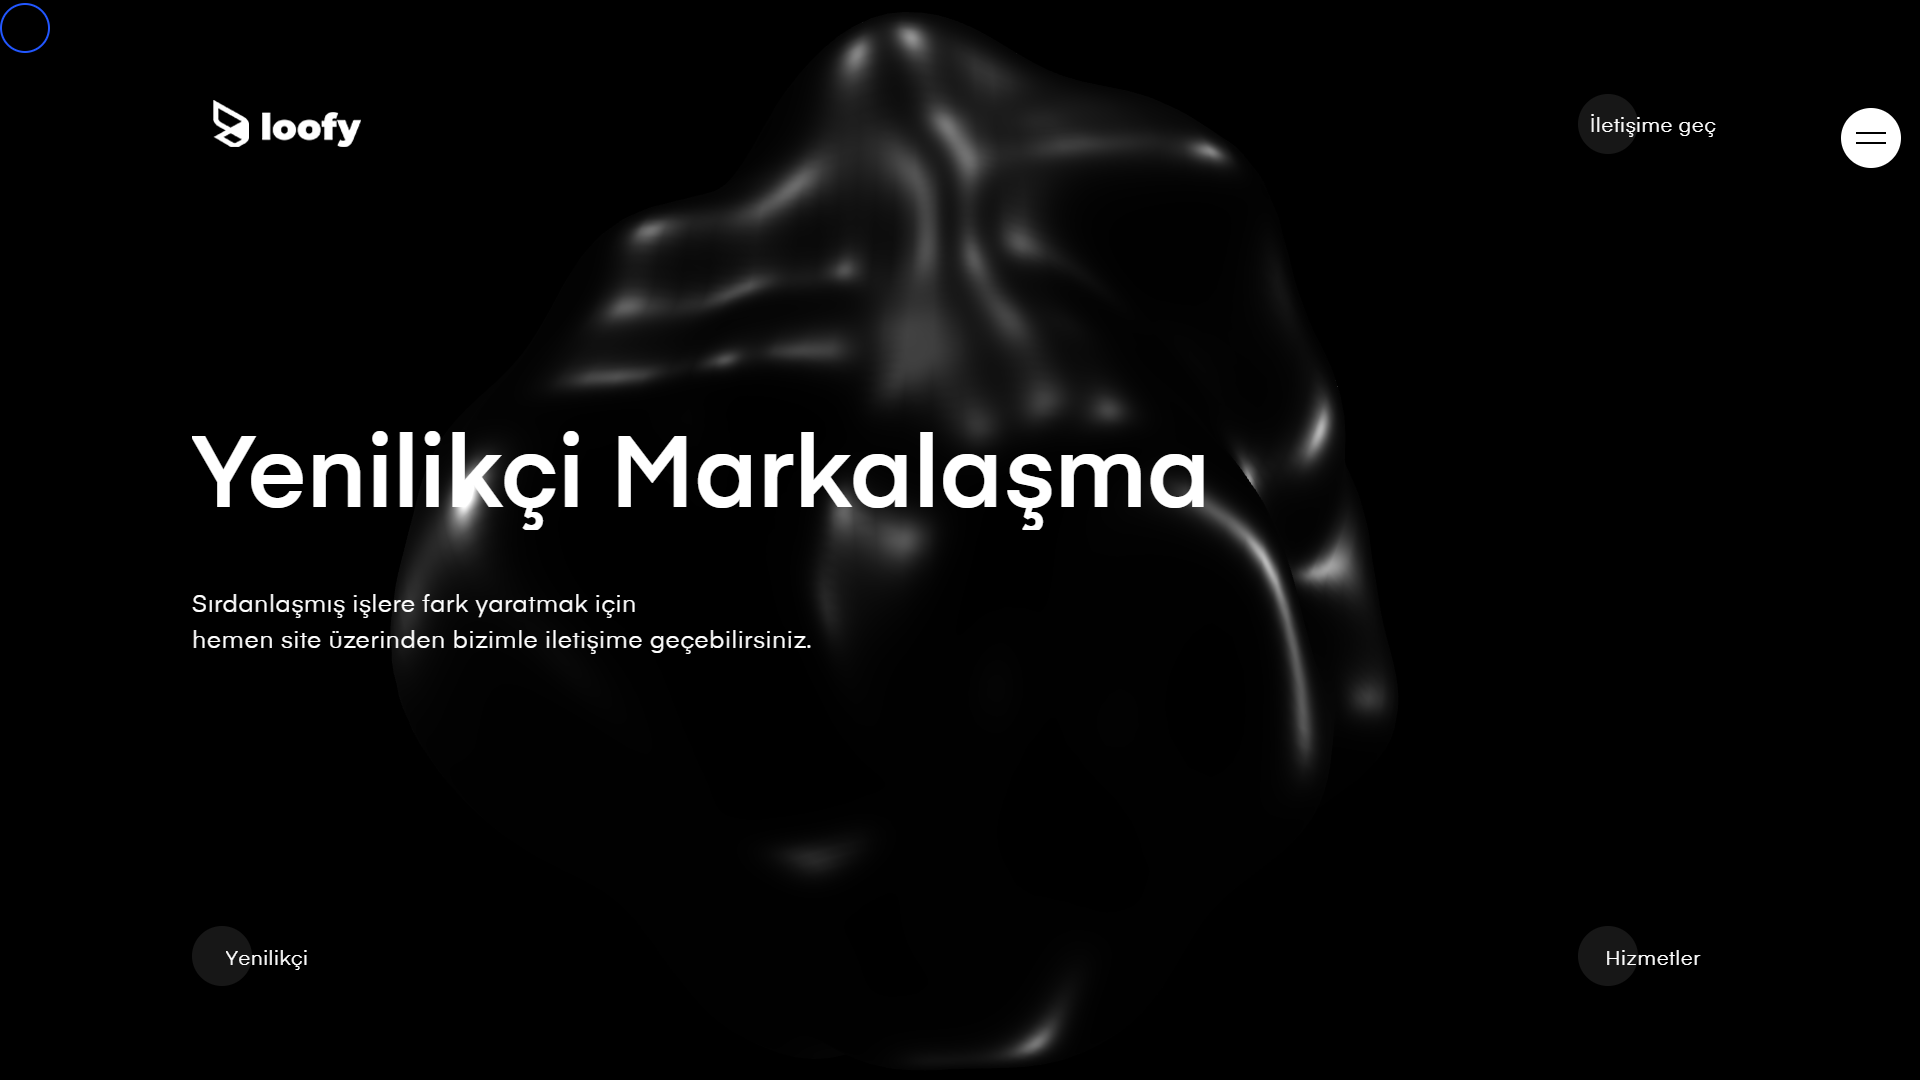 loofy
İletişime geç
Yenilikçi Markalaşma
Sırdanlaşmış işlere fark yaratmak için
hemen site üzerinden bizimle iletişime geçebilirsiniz.
Yenilikçi
Hizmetler